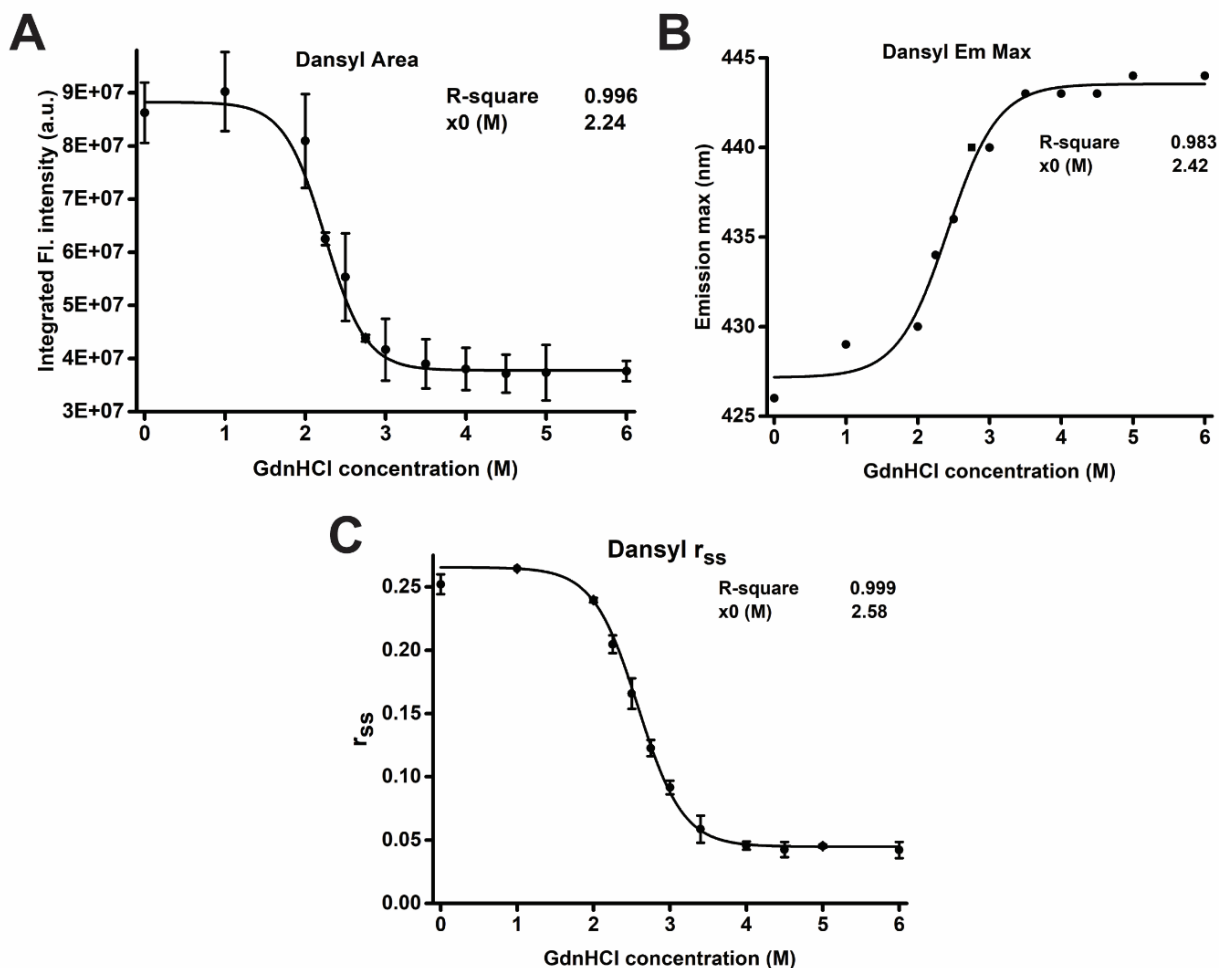 A
Dansyl Area
R-square 0.996
x0 (M) 2.24
Integrated Fl. intensity (a.u.)
9E+07
8E+07
7E+07
6E+07
5E+07
4E+07
3E+07
0 1 2 3 4 5 6
GdnHCl concentration (M)
B
Dansyl Em Max
R-square 0.983
x0 (M) 2.42
Emission max (nm)
445
440
435
430
425
0 1 2 3 4 5 6
GdnHCl concentration (M)
C
Dansyl rss
R-square 0.999
x0 (M) 2.58
rss
0.25
0.20
0.15
0.10
0.05
0.00
0 1 2 3 4 5 6
GdnHCl concentration (M)